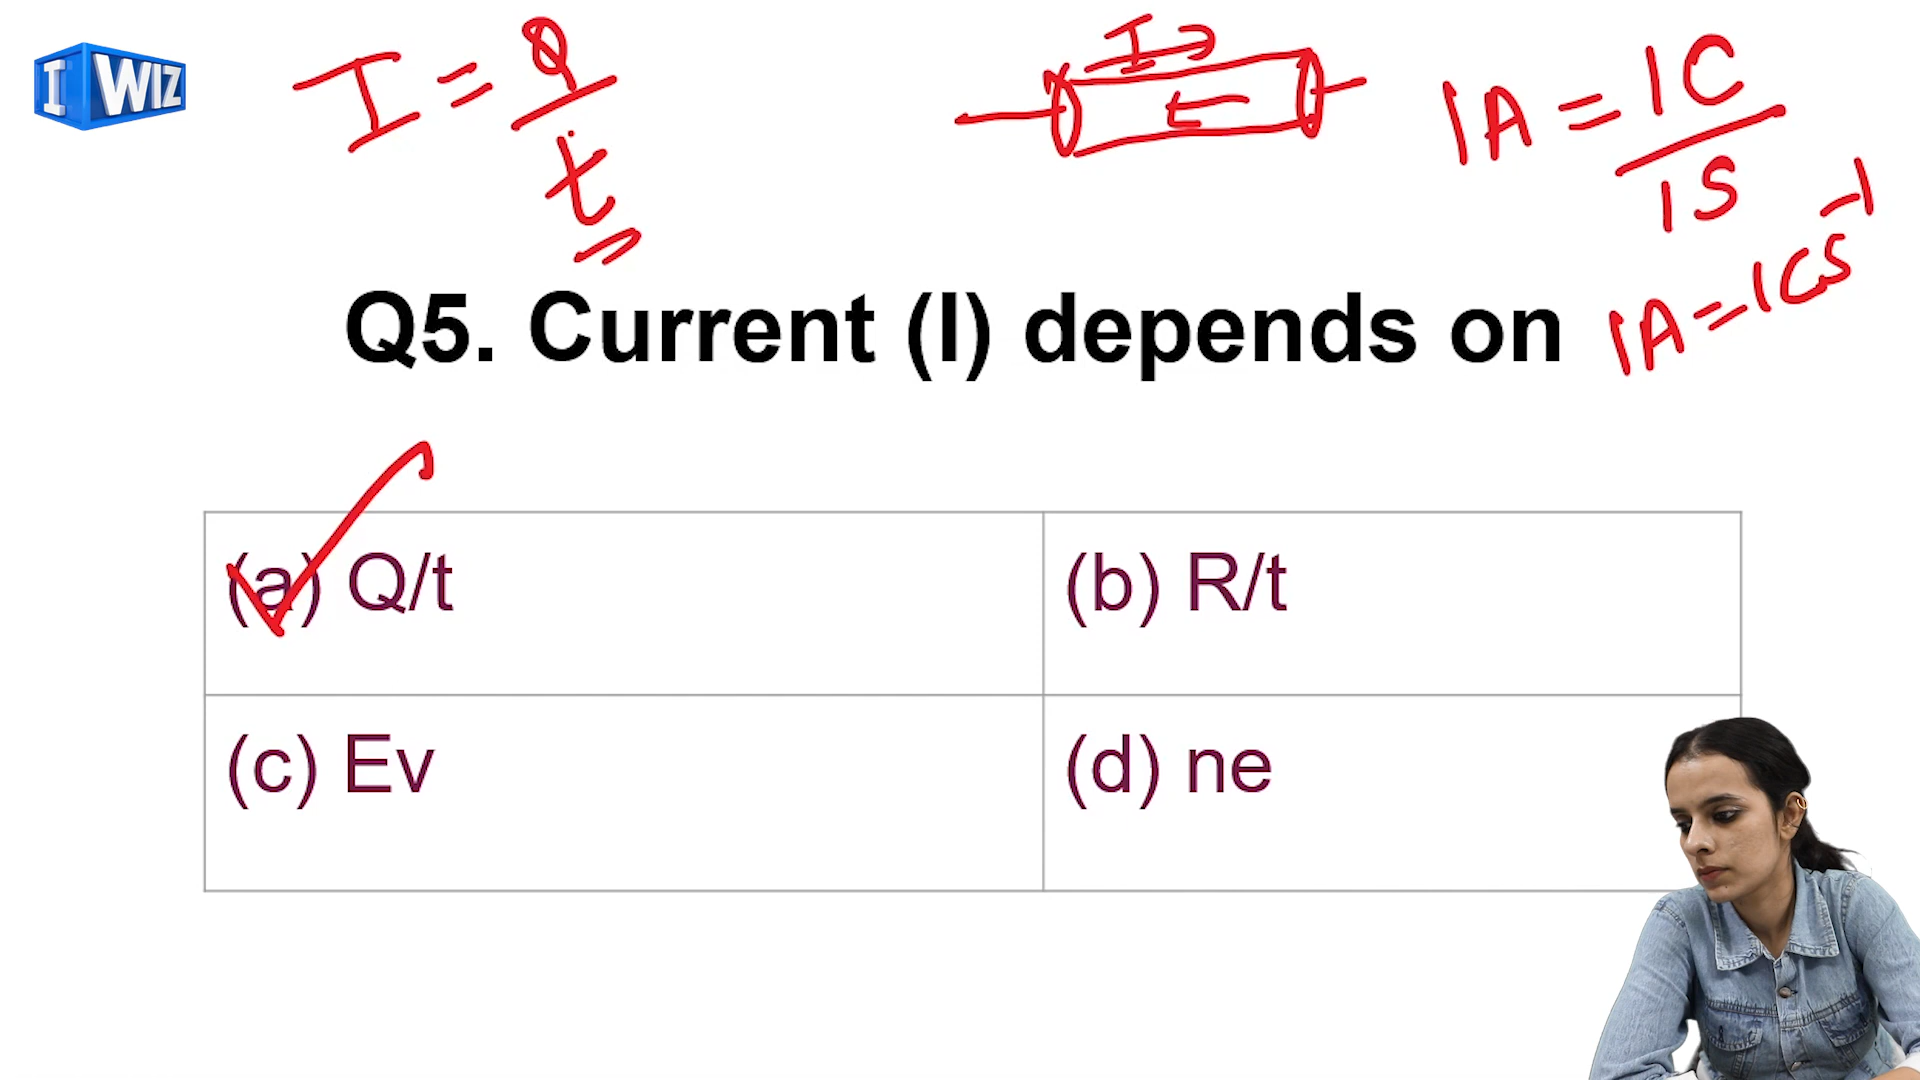 I WIZ
I = Q/t
I
1A = 1C/1S
1A = 1CS⁻¹
Q5. Current (I) depends on
(a) Q/t
(b) R/t
(c) Ev
(d) ne